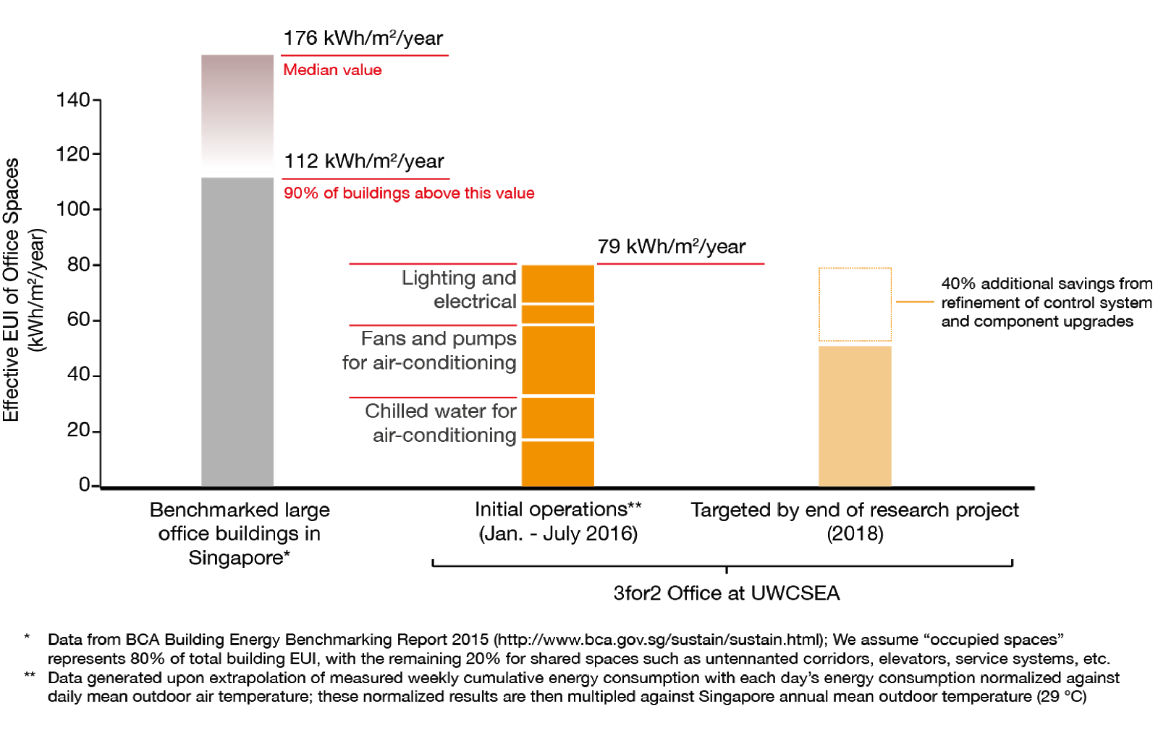 176 kWh/m²/year
Median value
140
120
112 kWh/m²/year
90% of buildings above this value
100
80
60
40
20
0
Effective EUI of Office Spaces
(kWh/m²/year)
79 kWh/m²/year
Lighting and
electrical
Fans and pumps
for air-conditioning
Chilled water for
air-conditioning
40% additional savings from
refinement of control system
and component upgrades
Benchmarked large
office buildings in
Singapore*
Initial operations**
(Jan. - July 2016)
Targeted by end of research project
(2018)
3for2 Office at UWCSEA
* Data from BCA Building Energy Benchmarking Report 2015 (http://www.bca.gov.sg/sustain/sustain.html); We assume “occupied spaces”
represents 80% of total building EUI, with the remaining 20% for shared spaces such as untennanted corridors, elevators, service systems, etc.
** Data generated upon extrapolation of measured weekly cumulative energy consumption with each day’s energy consumption normalized against
daily mean outdoor air temperature; these normalized results are then multipled against Singapore annual mean outdoor temperature (29 °C)